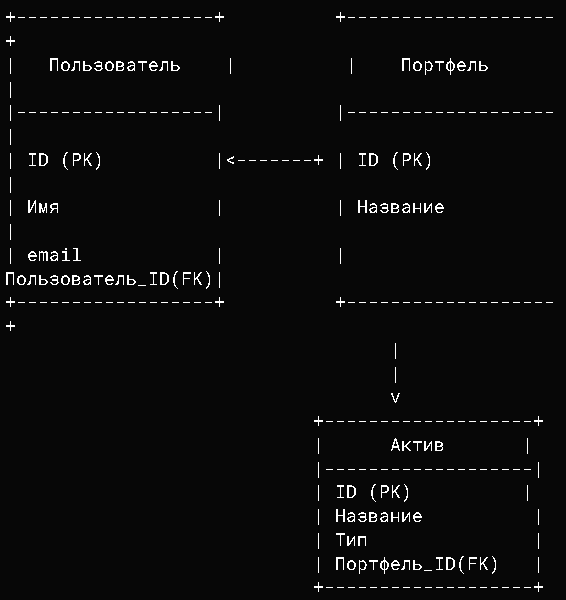 +------------------+          +-------------------
+
|   Пользователь    |          |    Портфель
|
|------------------|          |-------------------
|
| ID (PK)          |<-------+ | ID (PK)
|
| Имя              |          | Название
|
| email            |          |
Пользователь_ID(FK)|
+------------------+          +-------------------
+
|
|
v
+-------------------+
|      Актив       |
|-------------------|
| ID (PK)          |
| Название          |
| Тип               |
| Портфель_ID(FK)   |
+-------------------+